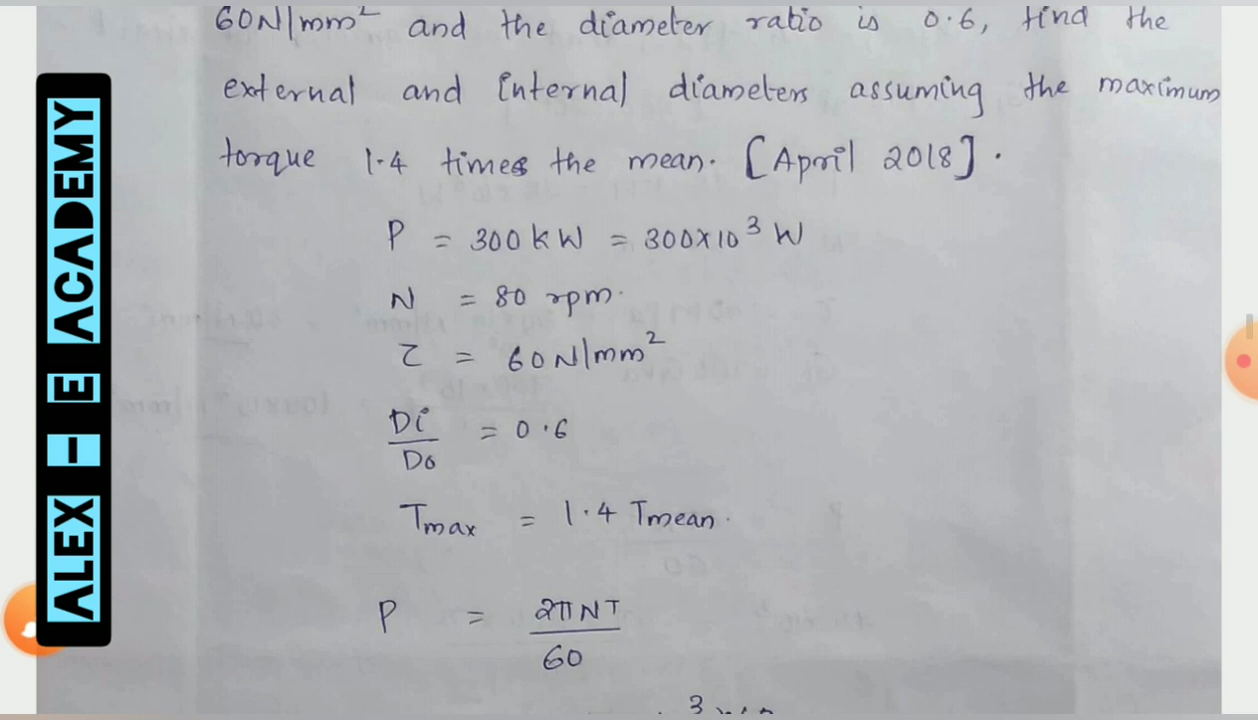 60N/mm² and the diameter ratio is 0.6, find the
external and internal diameters assuming the maximum
torque 1.4 times the mean. [April 2018].
P = 300 kW = 300×10³ W
N = 80 rpm.
τ = 60N/mm²
Di/Do = 0.6
Tmax = 1.4 Tmean.
P = 2πNT/60
3
ALEX - E ACADEMY